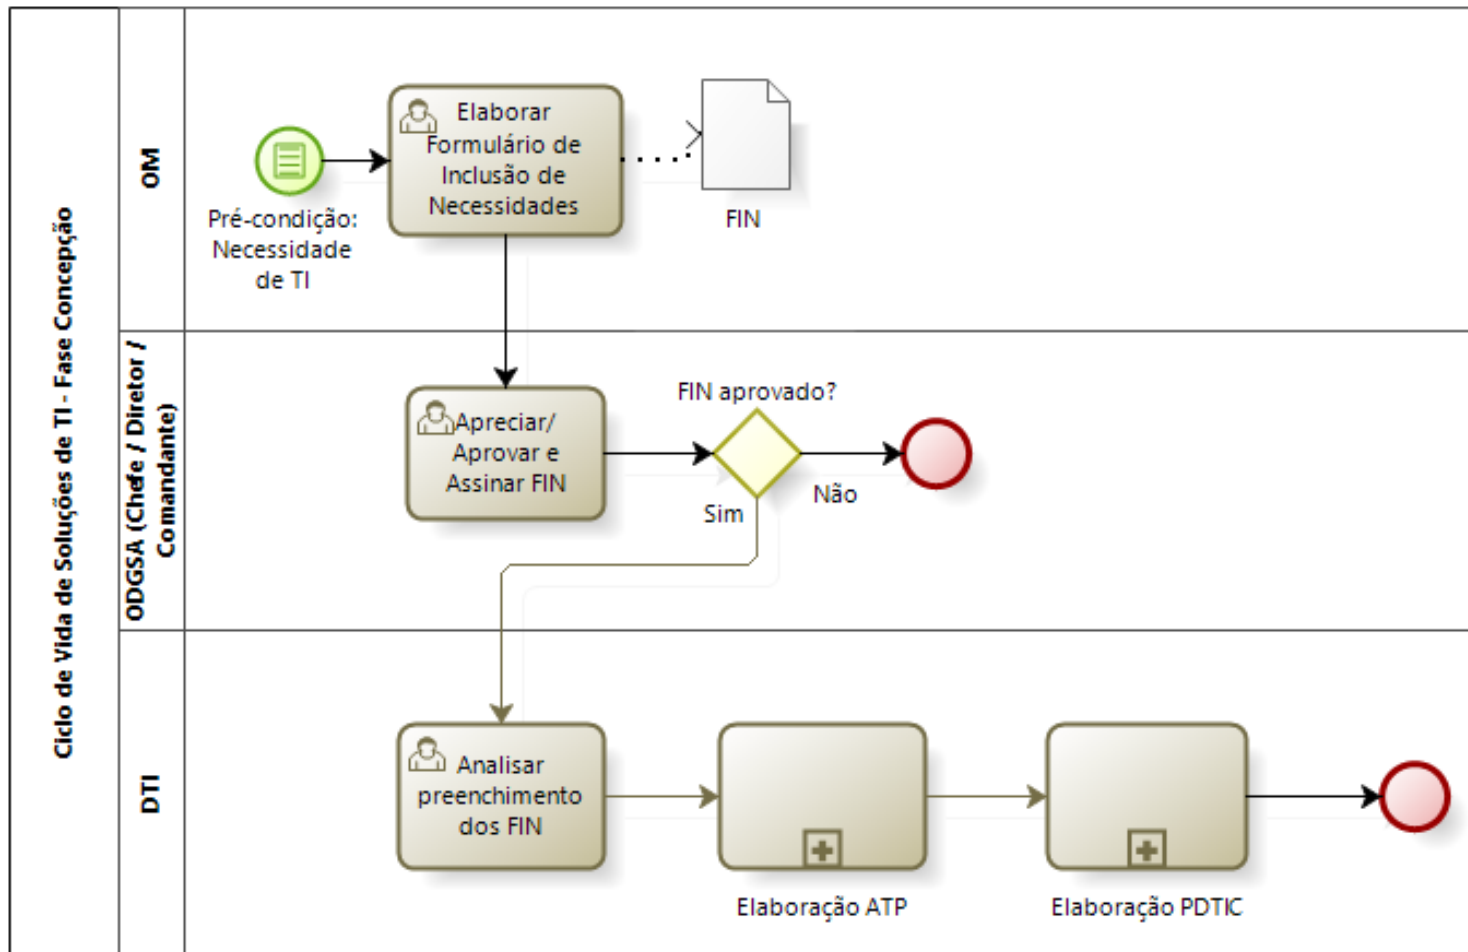 Ciclo de Vida de Soluções de TI - Fase Concepção
OM
Pré-condição:
Necessidade
de TI
Elaborar
Formulário de
Inclusão de
Necessidades
FIN
ODGSA (Chefe / Diretor /
Comandante)
Apreciar/
Aprovar e
Assinar FIN
FIN aprovado?
Sim
Não
DTI
Analisar
preenchimento
dos FIN
Elaboração ATP
Elaboração PDTIC